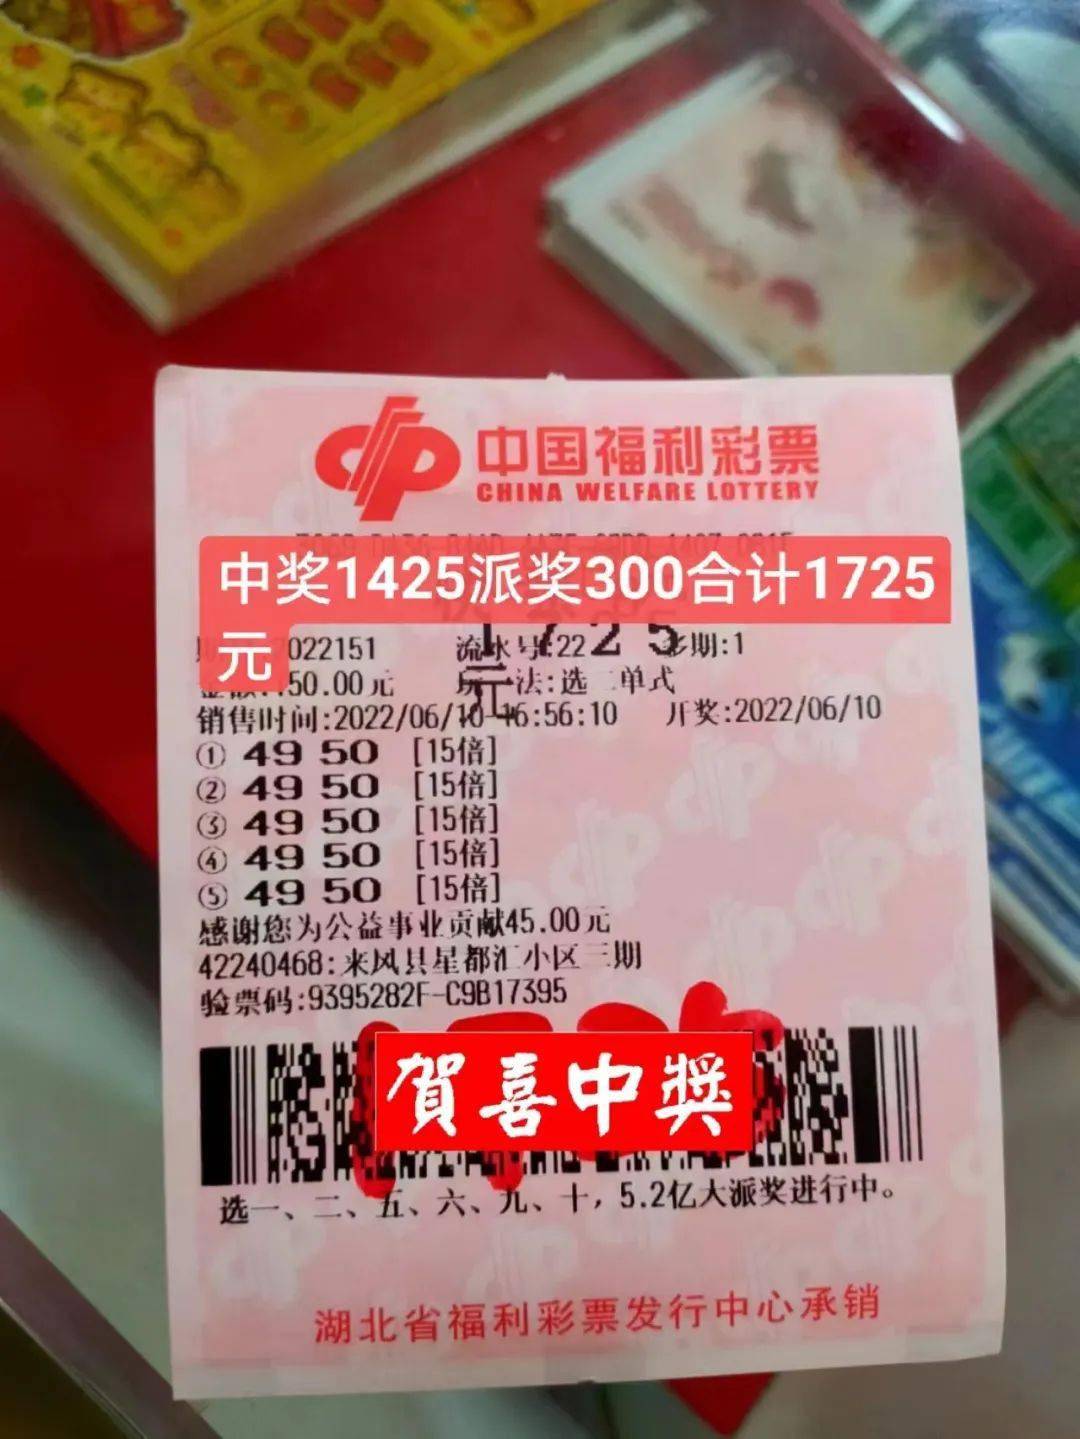 中国福利彩票
CHINA WELFARE LOTTERY
中奖1425派奖300合计1725
元
1725
元
022151 流水号:22 期:1
50.00元 玩法:选二单式
销售时间:2022/06/10-16:56:10 开奖:2022/06/10
① 49 50 [15倍]
② 49 50 [15倍]
③ 49 50 [15倍]
④ 49 50 [15倍]
⑤ 49 50 [15倍]
感谢您为公益事业贡献45.00元
42240468:来凤县星都汇小区三期
验票码:9395282F-C9B17395
賀喜中獎
选一、二、五、六、九、十，5.2亿大派奖进行中。
湖北省福利彩票发行中心承销